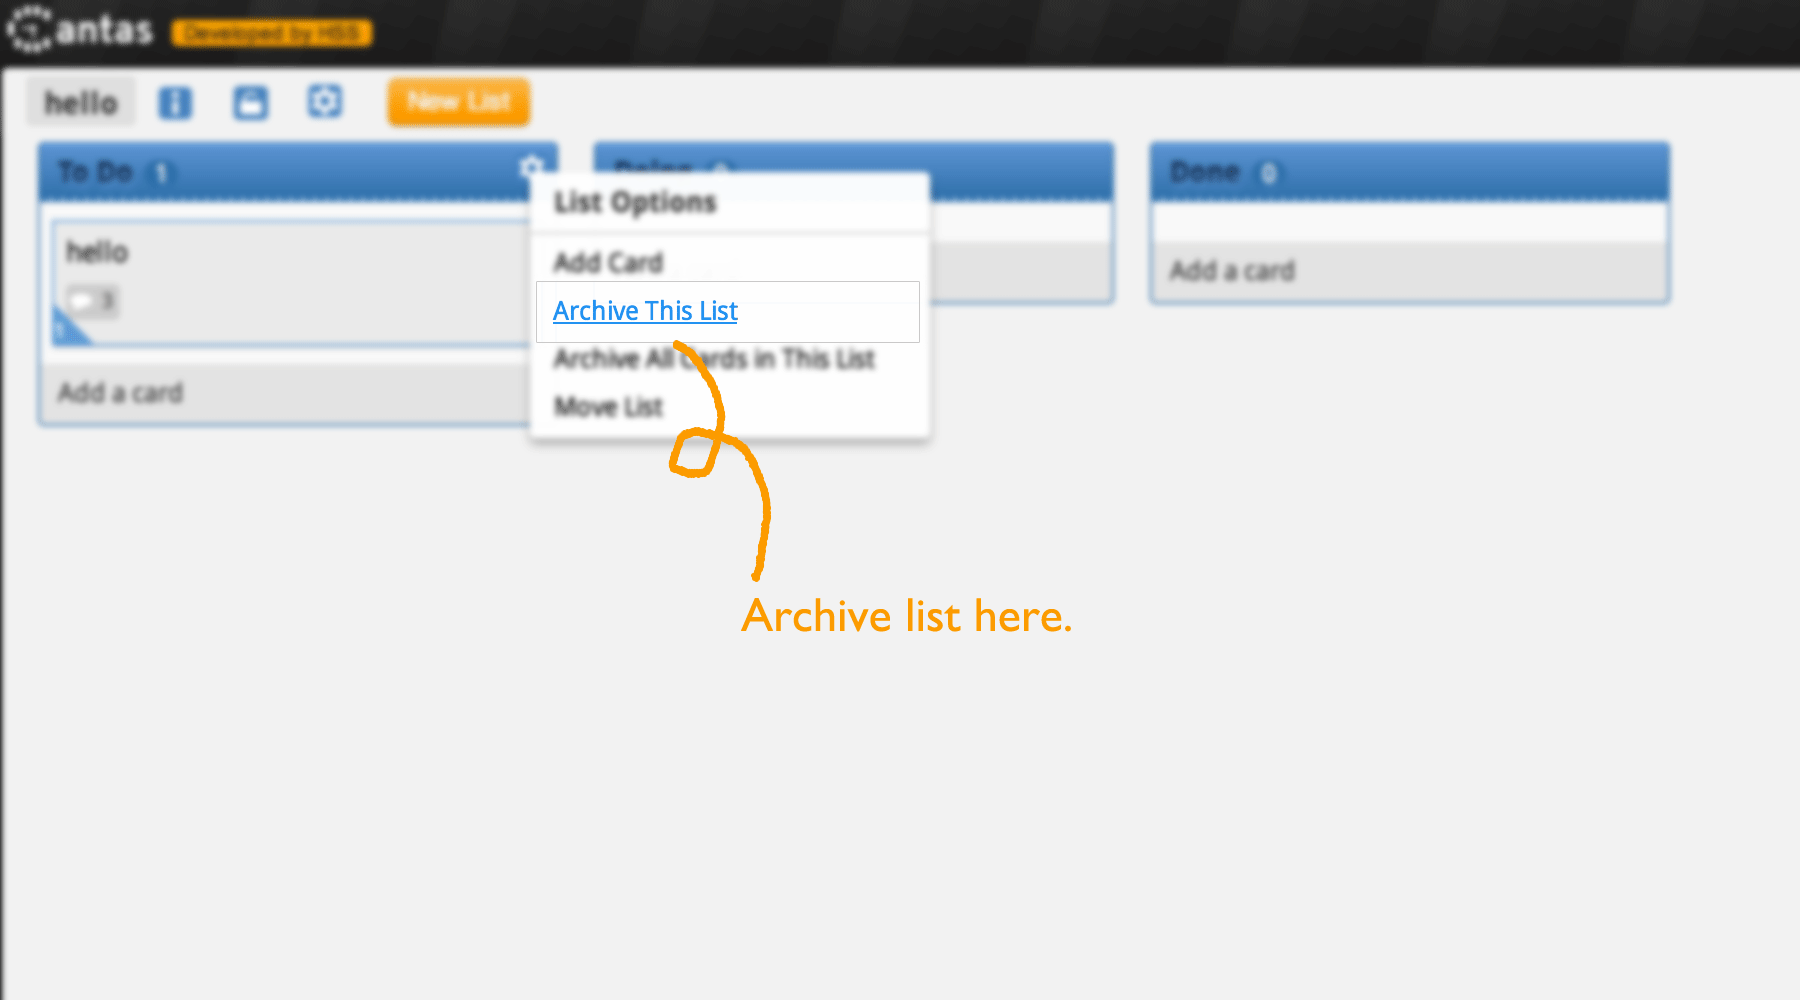 antas Developed by HSS
hello New List
To Do 1
Doing 0
Done 0
List Options
hello
Add Card
Add a card
3
Archive This List
Archive All Cards in This List
Add a card
Move List
Archive list here.